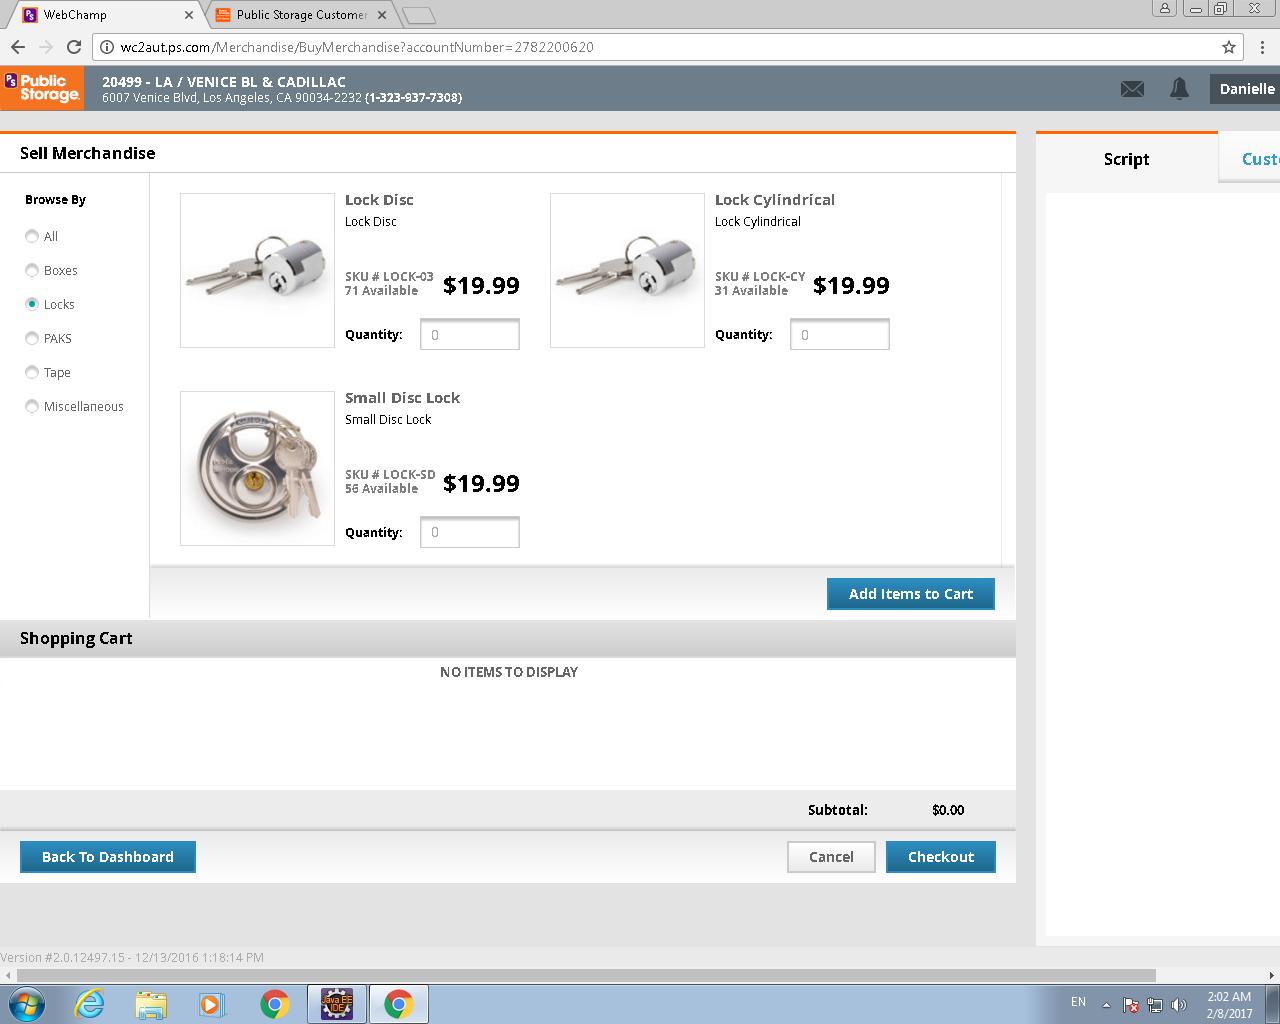 WebChamp
Public Storage Customer
wc2aut.ps.com/Merchandise/BuyMerchandise?accountNumber=2782200620
PS Public Storage.
20499 - LA / VENICE BL & CADILLAC
6007 Venice Blvd, Los Angeles, CA 90034-2232 (1-323-937-7308)
Danielle
Sell Merchandise
Script
Cust
Browse By
All
Boxes
Locks
PAKS
Tape
Miscellaneous
Lock Disc
Lock Disc
SKU # LOCK-03
71 Available
$19.99
Quantity: 0
Lock Cylindrical
Lock Cylindrical
SKU # LOCK-CY
31 Available
$19.99
Quantity: 0
Small Disc Lock
Small Disc Lock
SKU # LOCK-SD
56 Available
$19.99
Quantity: 0
Add Items to Cart
Shopping Cart
NO ITEMS TO DISPLAY
Subtotal: $0.00
Back To Dashboard
Cancel
Checkout
Version #2.0.12497.15 - 12/13/2016 1:18:14 PM
Java EE
IDE
EN
2:02 AM
2/8/2017